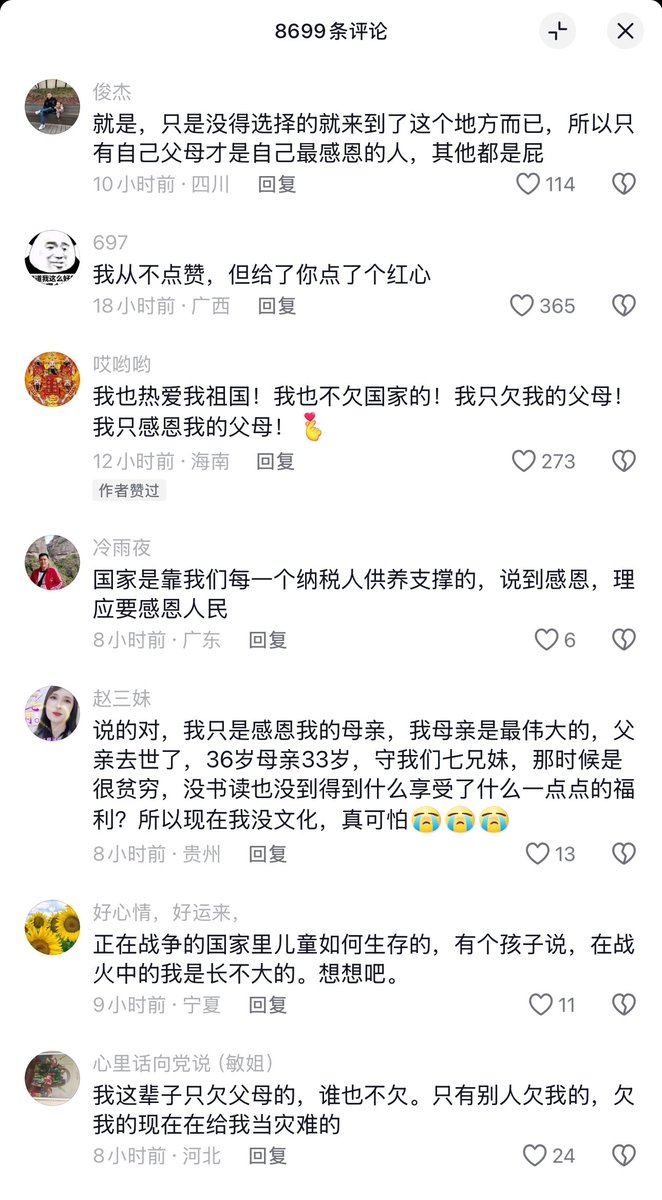 8699条评论
俊杰
就是，只是没得选择的就来到了这个地方而已，所以只
有自己父母才是自己最感恩的人，其他都是屁
10小时前·四川 回复 114
697
我从不点赞，但给了你点了个红心
18小时前·广西 回复 365
哎哟哟
我也热爱我祖国！我也不欠国家的！我只欠我的父母！
我只感恩我的父母！
12小时前·海南 回复 273
作者赞过
冷雨夜
国家是靠我们每一个纳税人供养支撑的，说到感恩，理
应要感恩人民
8小时前·广东 回复 6
赵三妹
说的对，我只是感恩我的母亲，我母亲是最伟大的，父
亲去世了，36岁母亲33岁，守我们七兄妹，那时候是
很贫穷，没书读也没到得到什么享受了什么一点点的福
利？所以现在我没文化，真可怕😭😭😭
8小时前·贵州 回复 13
好心情，好运来，
正在战争的国家里儿童如何生存的，有个孩子说，在战
火中的我是长不大的。想想吧。
9小时前·宁夏 回复 11
心里话向党说（敏姐）
我这辈子只欠父母的，谁也不欠。只有别人欠我的，欠
我的现在在给我当灾难的
8小时前·河北 回复 24